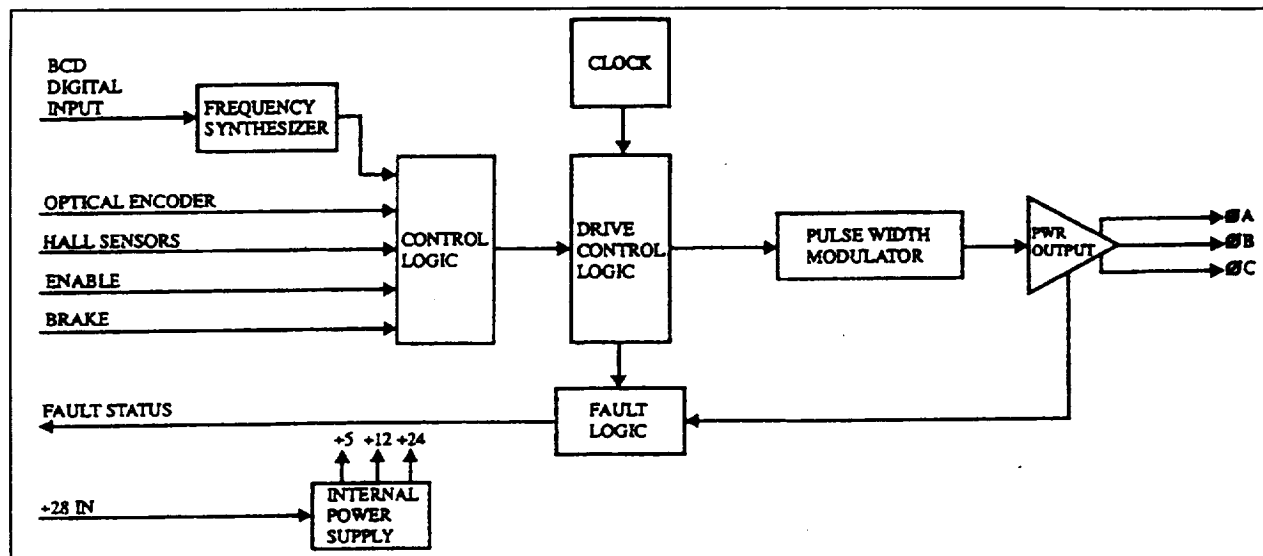 BCD
DIGITAL
INPUT
FREQUENCY
SYNTHESIZER
CLOCK
OPTICAL ENCODER
HALL SENSORS
ENABLE
BRAKE
CONTROL
LOGIC
DRIVE
CONTROL
LOGIC
PULSE WIDTH
MODULATOR
PWR
OUTPUT
ØA
ØB
ØC
FAULT STATUS
FAULT
LOGIC
+5 +12 +24
+28 IN
INTERNAL
POWER
SUPPLY